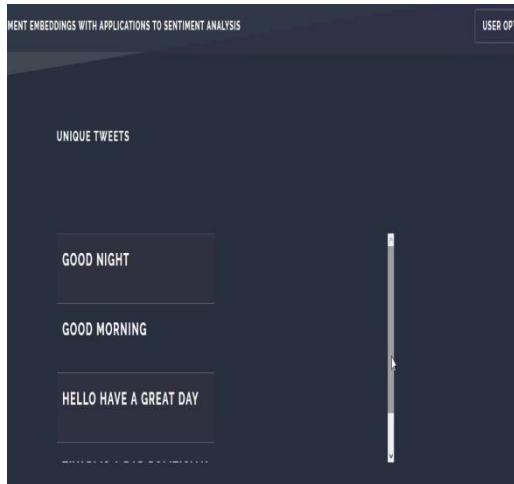 MENT EMBEDDINGS WITH APPLICATIONS TO SENTIMENT ANALYSIS
USER OPT
UNIQUE TWEETS
GOOD NIGHT
GOOD MORNING
HELLO HAVE A GREAT DAY